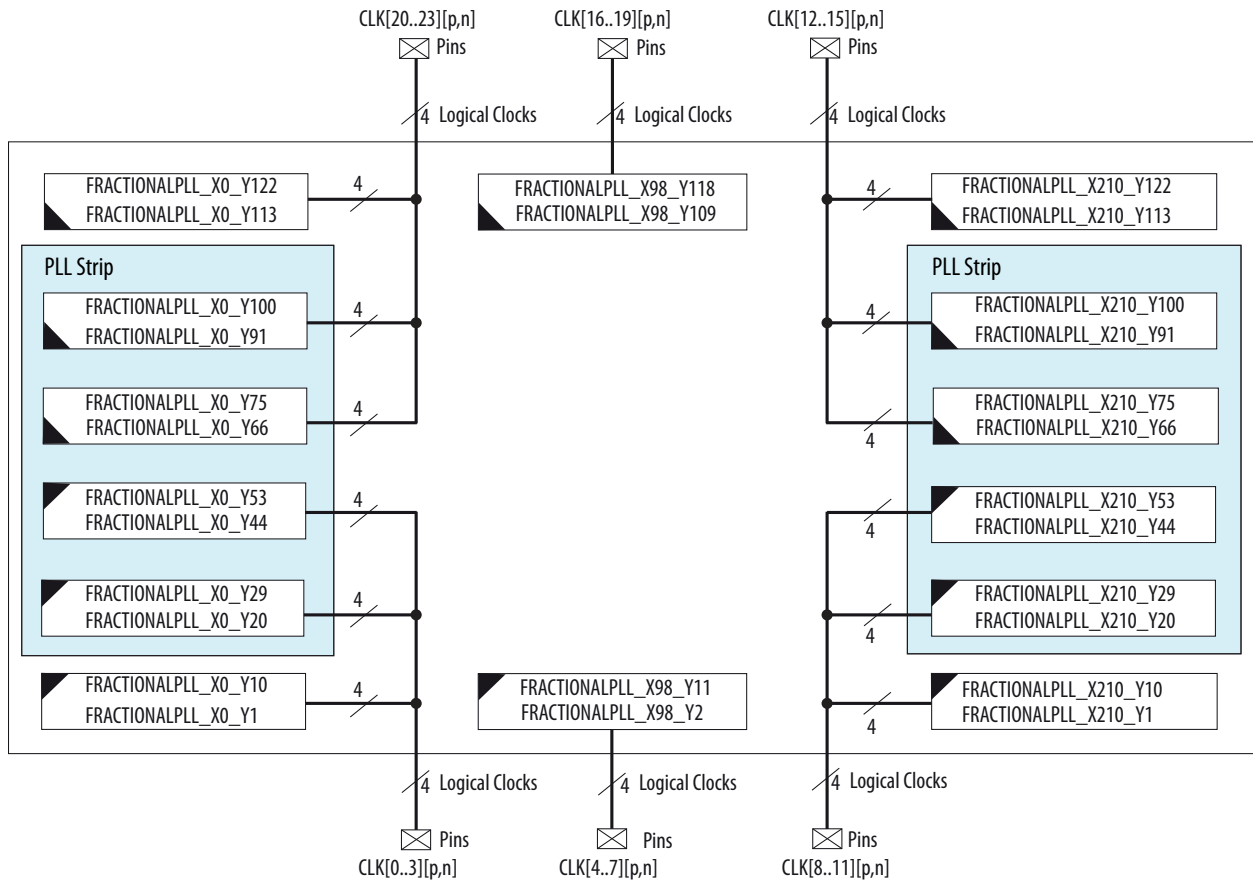 CLK[20..23][p,n]
CLK[16..19][p,n]
CLK[12..15][p,n]
Pins
Pins
Pins
4 Logical Clocks
4 Logical Clocks
4 Logical Clocks
FRACTIONALPLL_X0_Y122
FRACTIONALPLL_X0_Y113
4
FRACTIONALPLL_X98_Y118
FRACTIONALPLL_X98_Y109
4
FRACTIONALPLL_X210_Y122
FRACTIONALPLL_X210_Y113
PLL Strip
PLL Strip
FRACTIONALPLL_X0_Y100
FRACTIONALPLL_X0_Y91
4
4
FRACTIONALPLL_X210_Y100
FRACTIONALPLL_X210_Y91
FRACTIONALPLL_X0_Y75
FRACTIONALPLL_X0_Y66
4
4
FRACTIONALPLL_X210_Y75
FRACTIONALPLL_X210_Y66
FRACTIONALPLL_X0_Y53
FRACTIONALPLL_X0_Y44
4
4
FRACTIONALPLL_X210_Y53
FRACTIONALPLL_X210_Y44
FRACTIONALPLL_X0_Y29
FRACTIONALPLL_X0_Y20
4
4
FRACTIONALPLL_X210_Y29
FRACTIONALPLL_X210_Y20
FRACTIONALPLL_X0_Y10
FRACTIONALPLL_X0_Y1
4
FRACTIONALPLL_X98_Y11
FRACTIONALPLL_X98_Y2
4
FRACTIONALPLL_X210_Y10
FRACTIONALPLL_X210_Y1
4 Logical Clocks
4 Logical Clocks
4 Logical Clocks
Pins
Pins
Pins
CLK[0..3][p,n]
CLK[4..7][p,n]
CLK[8..11][p,n]